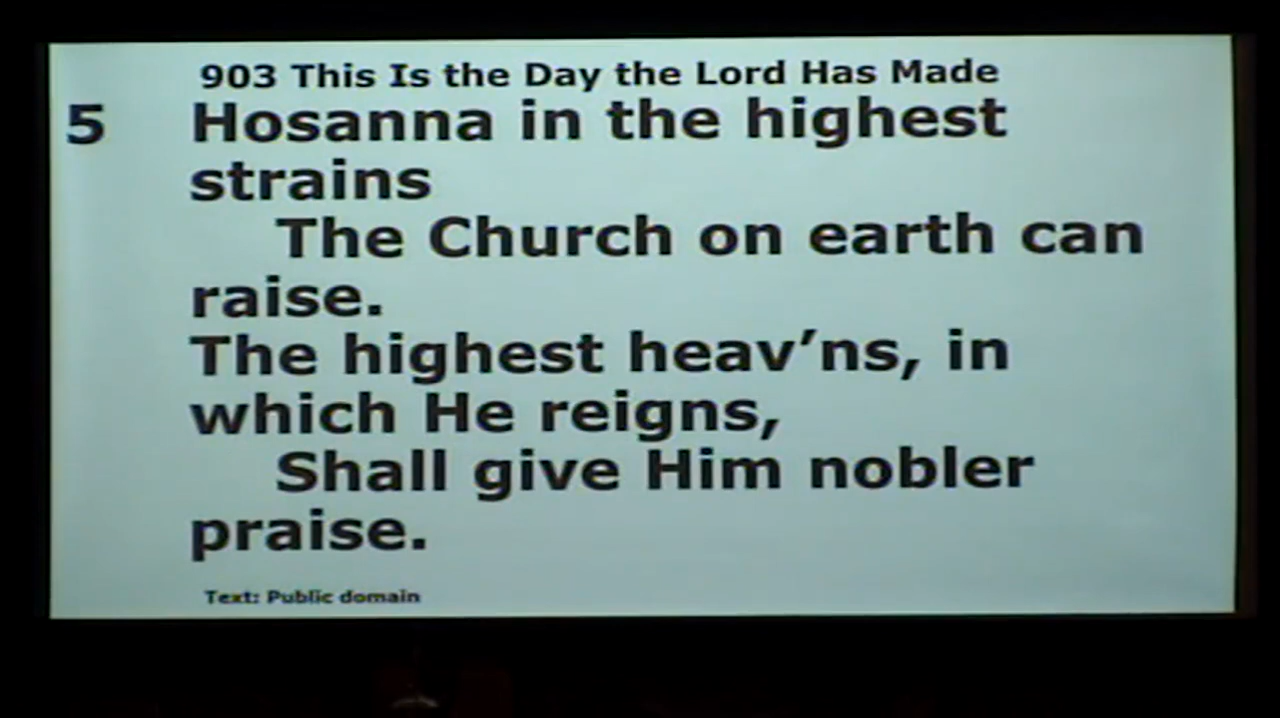 903 This Is the Day the Lord Has Made
5 Hosanna in the highest
strains
The Church on earth can
raise.
The highest heav’ns, in
which He reigns,
Shall give Him nobler
praise.
Text: Public domain